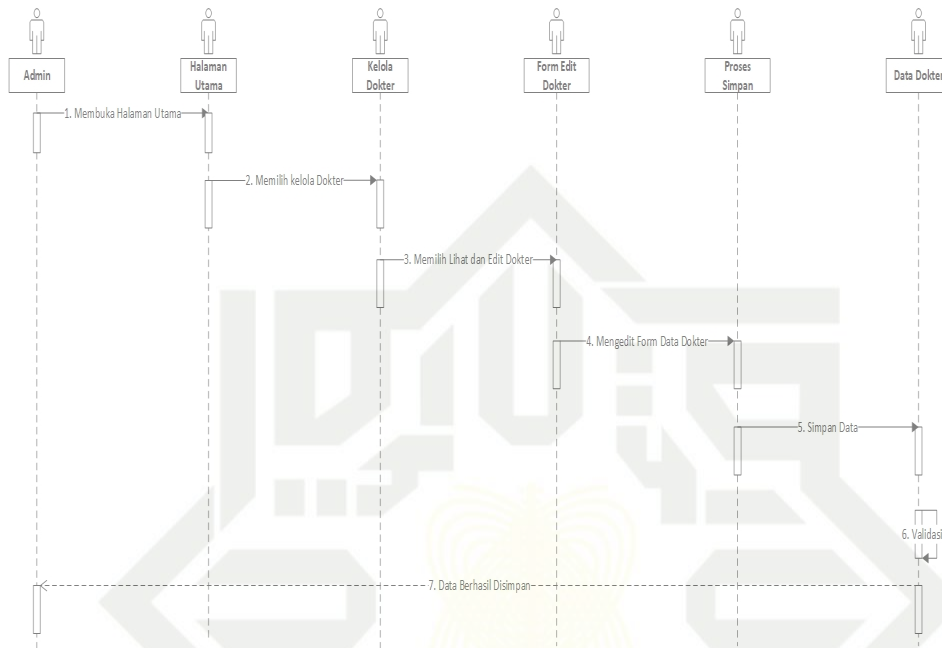 Admin
Halaman
Utama
Kelola
Dokter
Form Edit
Dokter
Proses
Simpan
Data Dokter
1. Membuka Halaman Utama
2. Memilih kelola Dokter
3. Memilih Lihat dan Edit Dokter
4. Mengedit Form Data Dokter
5. Simpan Data
6. Validasi
7. Data Berhasil Disimpan